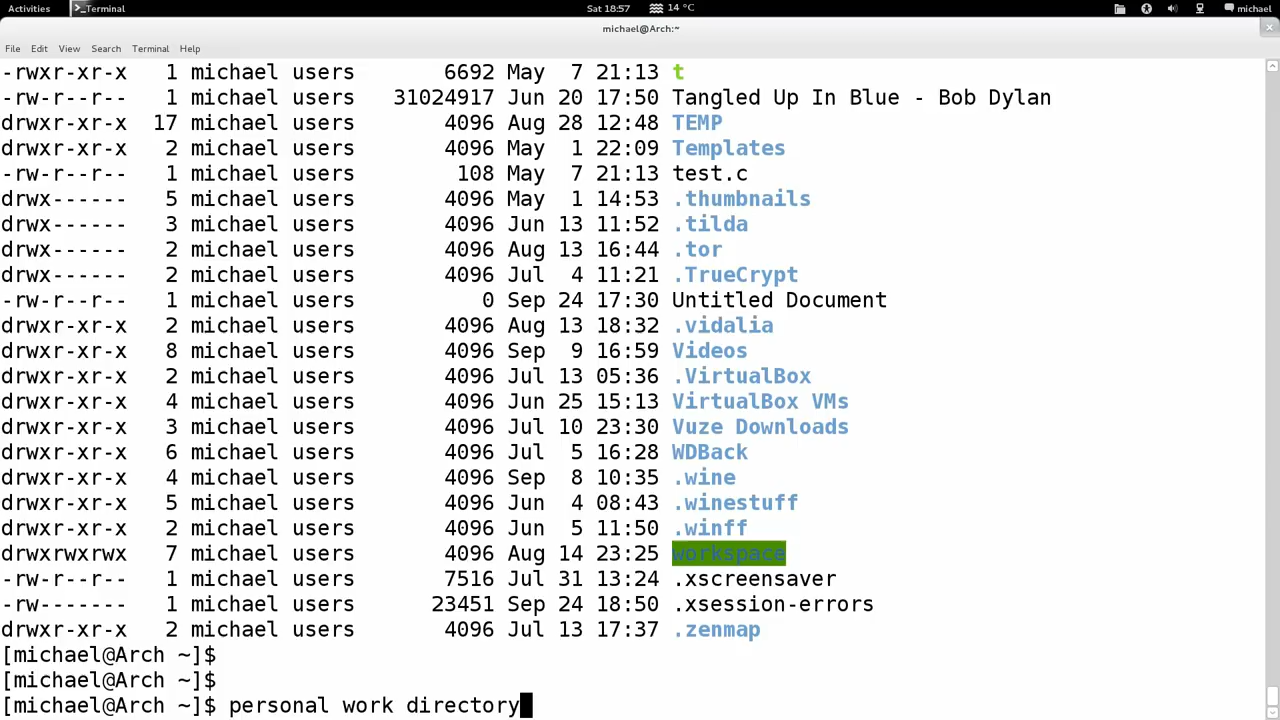 Activities Terminal Sat 18:57 14 °C michael
michael@Arch:~
File Edit View Search Terminal Help
-rwxr-xr-x 1 michael users 6692 May 7 21:13 t
-rw-r--r-- 1 michael users 31024917 Jun 20 17:50 Tangled Up In Blue - Bob Dylan
drwxr-xr-x 17 michael users 4096 Aug 28 12:48 TEMP
drwxr-xr-x 2 michael users 4096 May 1 22:09 Templates
-rw-r--r-- 1 michael users 108 May 7 21:13 test.c
drwx------ 5 michael users 4096 May 1 14:53 .thumbnails
drwx------ 3 michael users 4096 Jun 13 11:52 .tilda
drwx------ 2 michael users 4096 Aug 13 16:44 .tor
drwx------ 2 michael users 4096 Jul 4 11:21 .TrueCrypt
-rw-r--r-- 1 michael users 0 Sep 24 17:30 Untitled Document
drwxr-xr-x 2 michael users 4096 Aug 13 18:32 .vidalia
drwxr-xr-x 8 michael users 4096 Sep 9 16:59 Videos
drwxr-xr-x 2 michael users 4096 Jul 13 05:36 .VirtualBox
drwxr-xr-x 4 michael users 4096 Jun 25 15:13 VirtualBox VMs
drwxr-xr-x 3 michael users 4096 Jul 10 23:30 Vuze Downloads
drwxr-xr-x 6 michael users 4096 Jul 5 16:28 WDBack
drwxr-xr-x 4 michael users 4096 Sep 8 10:35 .wine
drwxr-xr-x 5 michael users 4096 Jun 4 08:43 .winestuff
drwxr-xr-x 2 michael users 4096 Jun 5 11:50 .winff
drwxrwxrwx 7 michael users 4096 Aug 14 23:25 workspace
-rw-r--r-- 1 michael users 7516 Jul 31 13:24 .xscreensaver
-rw------- 1 michael users 23451 Sep 24 18:50 .xsession-errors
drwxr-xr-x 2 michael users 4096 Jul 13 17:37 .zenmap
[michael@Arch ~]$
[michael@Arch ~]$
[michael@Arch ~]$ personal work directory